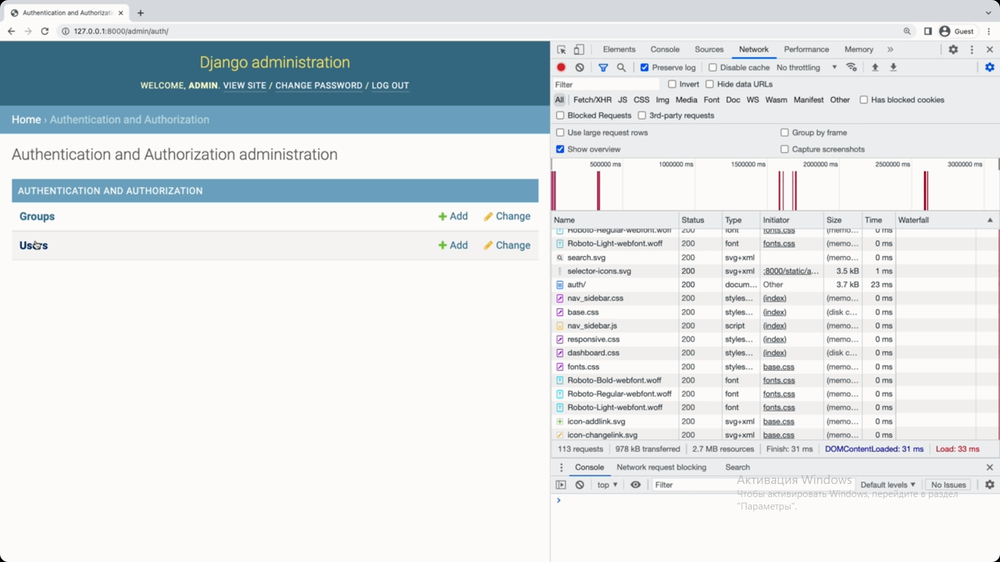 Authentication and Authorizati
127.0.0.1:8000/admin/auth/
Guest
Django administration
WELCOME, ADMIN. VIEW SITE / CHANGE PASSWORD / LOG OUT
Home › Authentication and Authorization
Authentication and Authorization administration
AUTHENTICATION AND AUTHORIZATION
Groups Add Change
Users Add Change
Elements Console Sources Network Performance Memory »
Preserve log Disable cache No throttling
Filter Invert Hide data URLs
All Fetch/XHR JS CSS Img Media Font Doc WS Wasm Manifest Other Has blocked cookies
Blocked Requests 3rd-party requests
Use large request rows Group by frame
Show overview Capture screenshots
500000 ms 1000000 ms 1500000 ms 2000000 ms 2500000 ms 3000000 ms
Name Status Type Initiator Size Time Waterfall
Roboto-Regular-webfont.woff 200 font fonts.css (memo... 0 ms
Roboto-Light-webfont.woff 200 font fonts.css (memo... 0 ms
search.svg 200 svg+xml (memo... 0 ms
selector-icons.svg 200 svg+xml :8000/static/a... 3.5 kB 1 ms
auth/ 200 docum... Other 3.7 kB 23 ms
nav_sidebar.css 200 styles... (index) (memo... 0 ms
base.css 200 styles... (index) (disk c... 0 ms
nav_sidebar.js 200 script (index) (memo... 0 ms
responsive.css 200 styles... (index) (memo... 0 ms
dashboard.css 200 styles... (index) (disk c... 0 ms
fonts.css 200 styles... base.css (memo... 0 ms
Roboto-Bold-webfont.woff 200 font fonts.css (memo... 0 ms
Roboto-Regular-webfont.woff 200 font fonts.css (memo... 0 ms
Roboto-Light-webfont.woff 200 font fonts.css (memo... 0 ms
icon-addlink.svg 200 svg+xml base.css (memo... 0 ms
icon-changelink.svg 200 svg+xml base.css (memo... 0 ms
113 requests 978 kB transferred 2.7 MB resources Finish: 31 ms DOMContentLoaded: 31 ms Load: 33 ms
Console Network request blocking Search
top Filter Default levels No Issues
Активация Windows
Чтобы активировать Windows, перейдите в раздел
"Параметры".